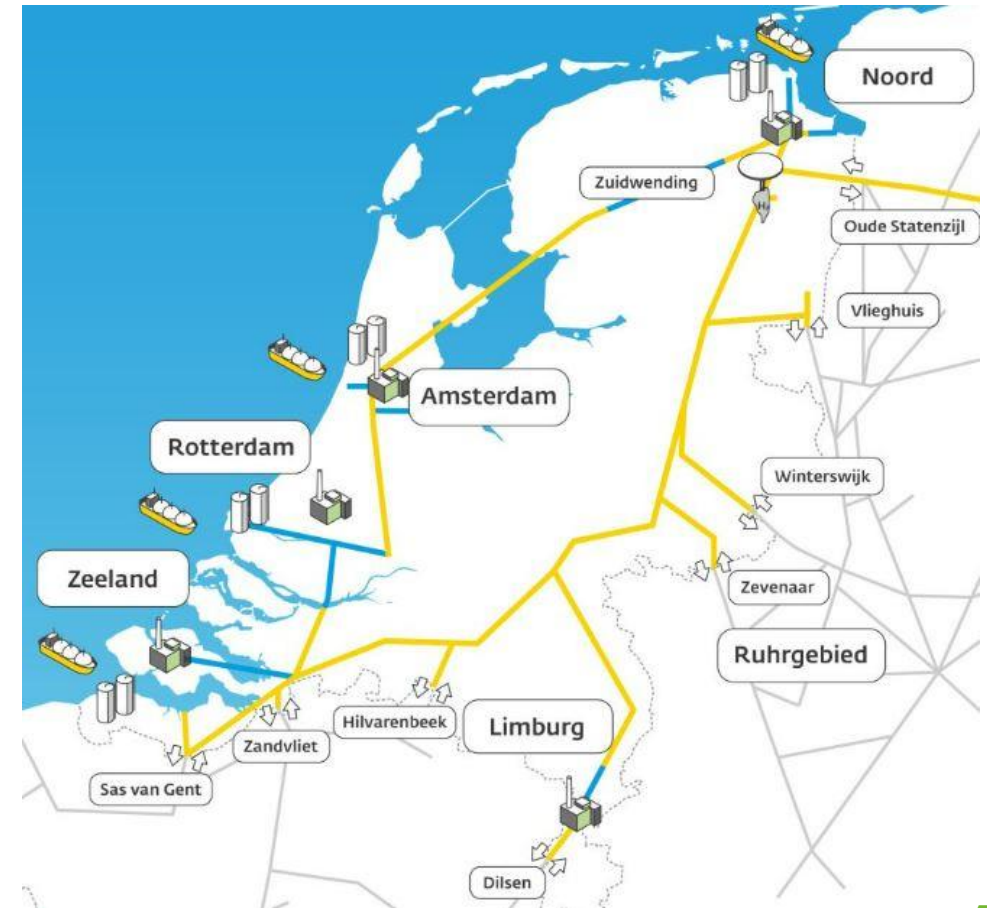 Noord
Zuidwending
Oude Statenzijl
Vlieghuis
Amsterdam
Rotterdam
Winterswijk
Zeeland
Zevenaar
Ruhrgebied
Hilvarenbeek
Limburg
Zandvliet
Sas van Gent
Dilsen